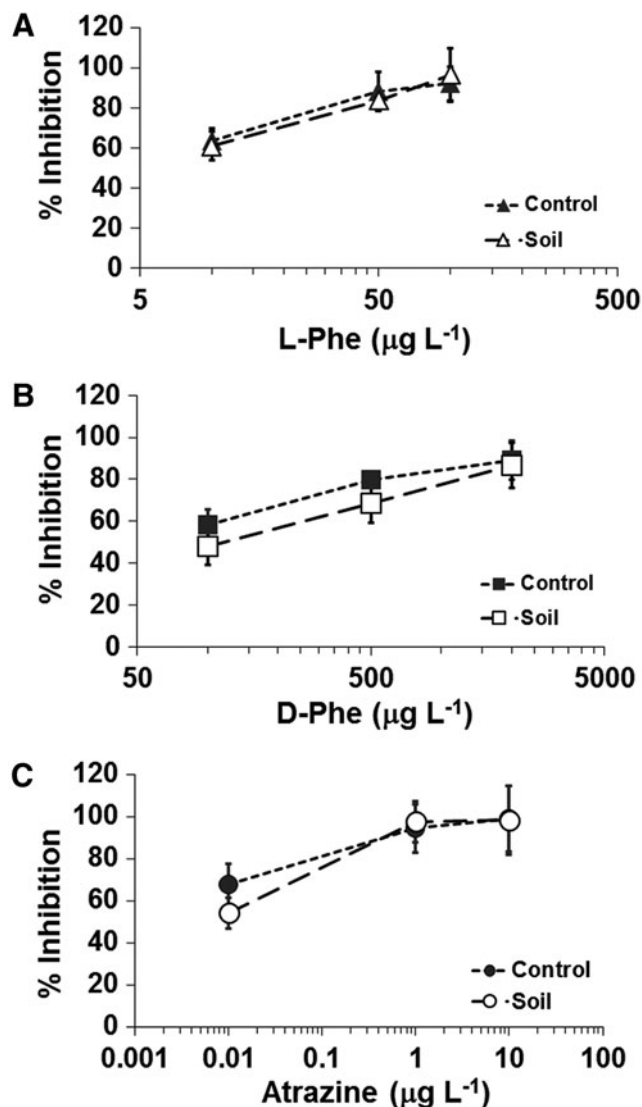 A
% Inhibition
120
100
80
60
40
20
0
5
50
500
L-Phe (µg L-1)
Control
Soil
B
% Inhibition
120
100
80
60
40
20
0
50
500
5000
D-Phe (µg L-1)
Control
Soil
C
% Inhibition
120
100
80
60
40
20
0
0.001
0.01
0.1
1
10
100
Atrazine (µg L-1)
Control
Soil